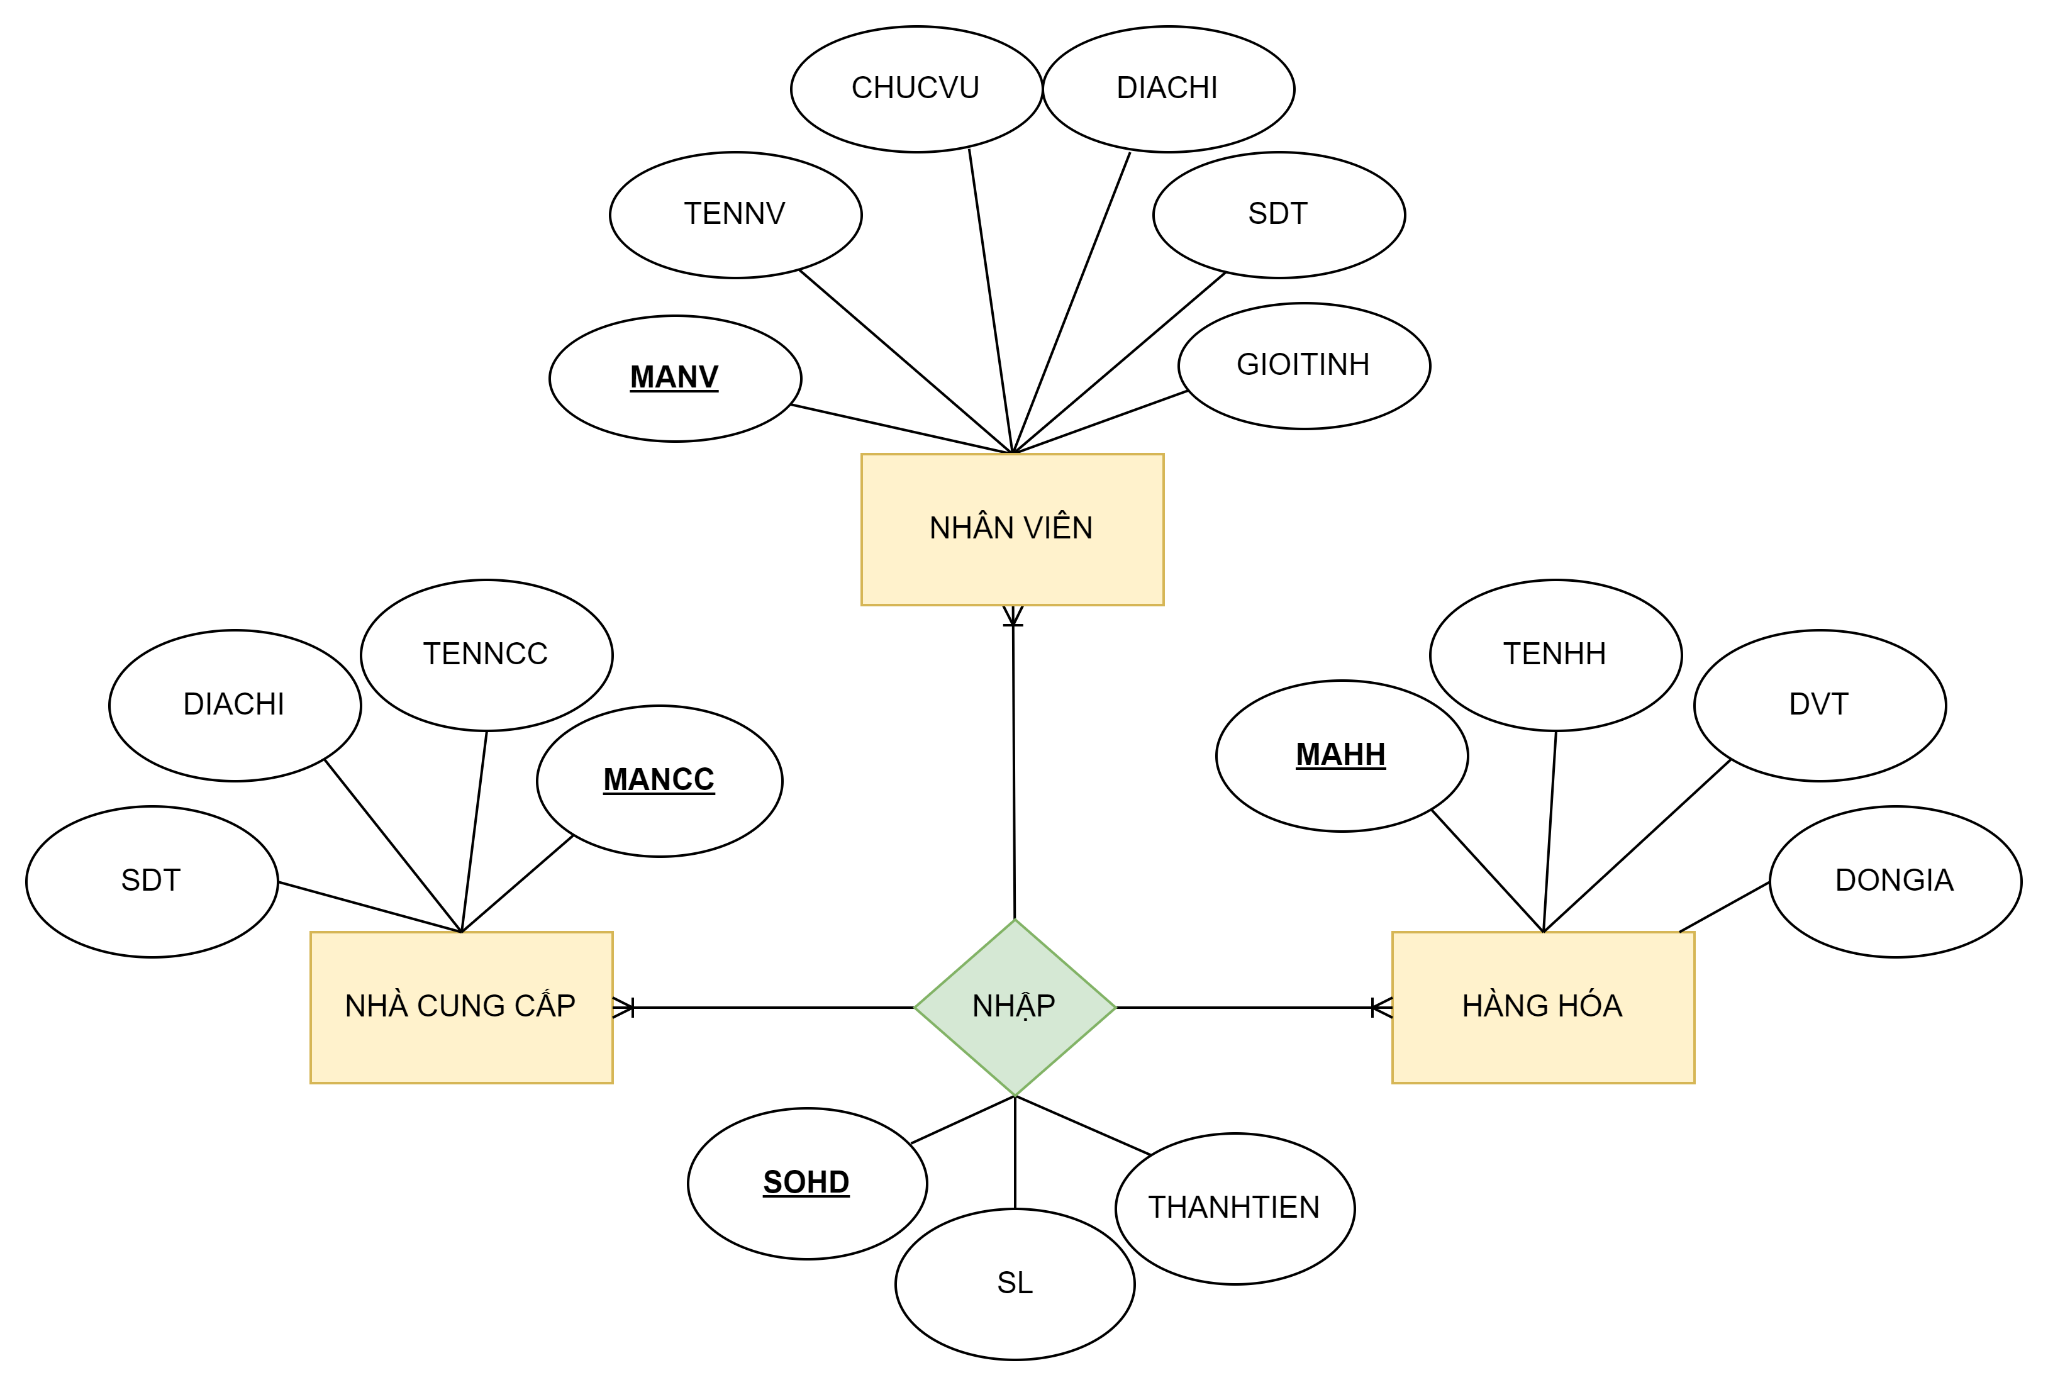 CHUCVU
DIACHI
TENNV
SDT
MANV
GIOITINH
NHÂN VIÊN
DIACHI
TENNCC
MANCC
SDT
NHÀ CUNG CẤP
TENHH
DVT
MAHH
DONGIA
HÀNG HÓA
NHẬP
SOHD
SL
THANHTIEN